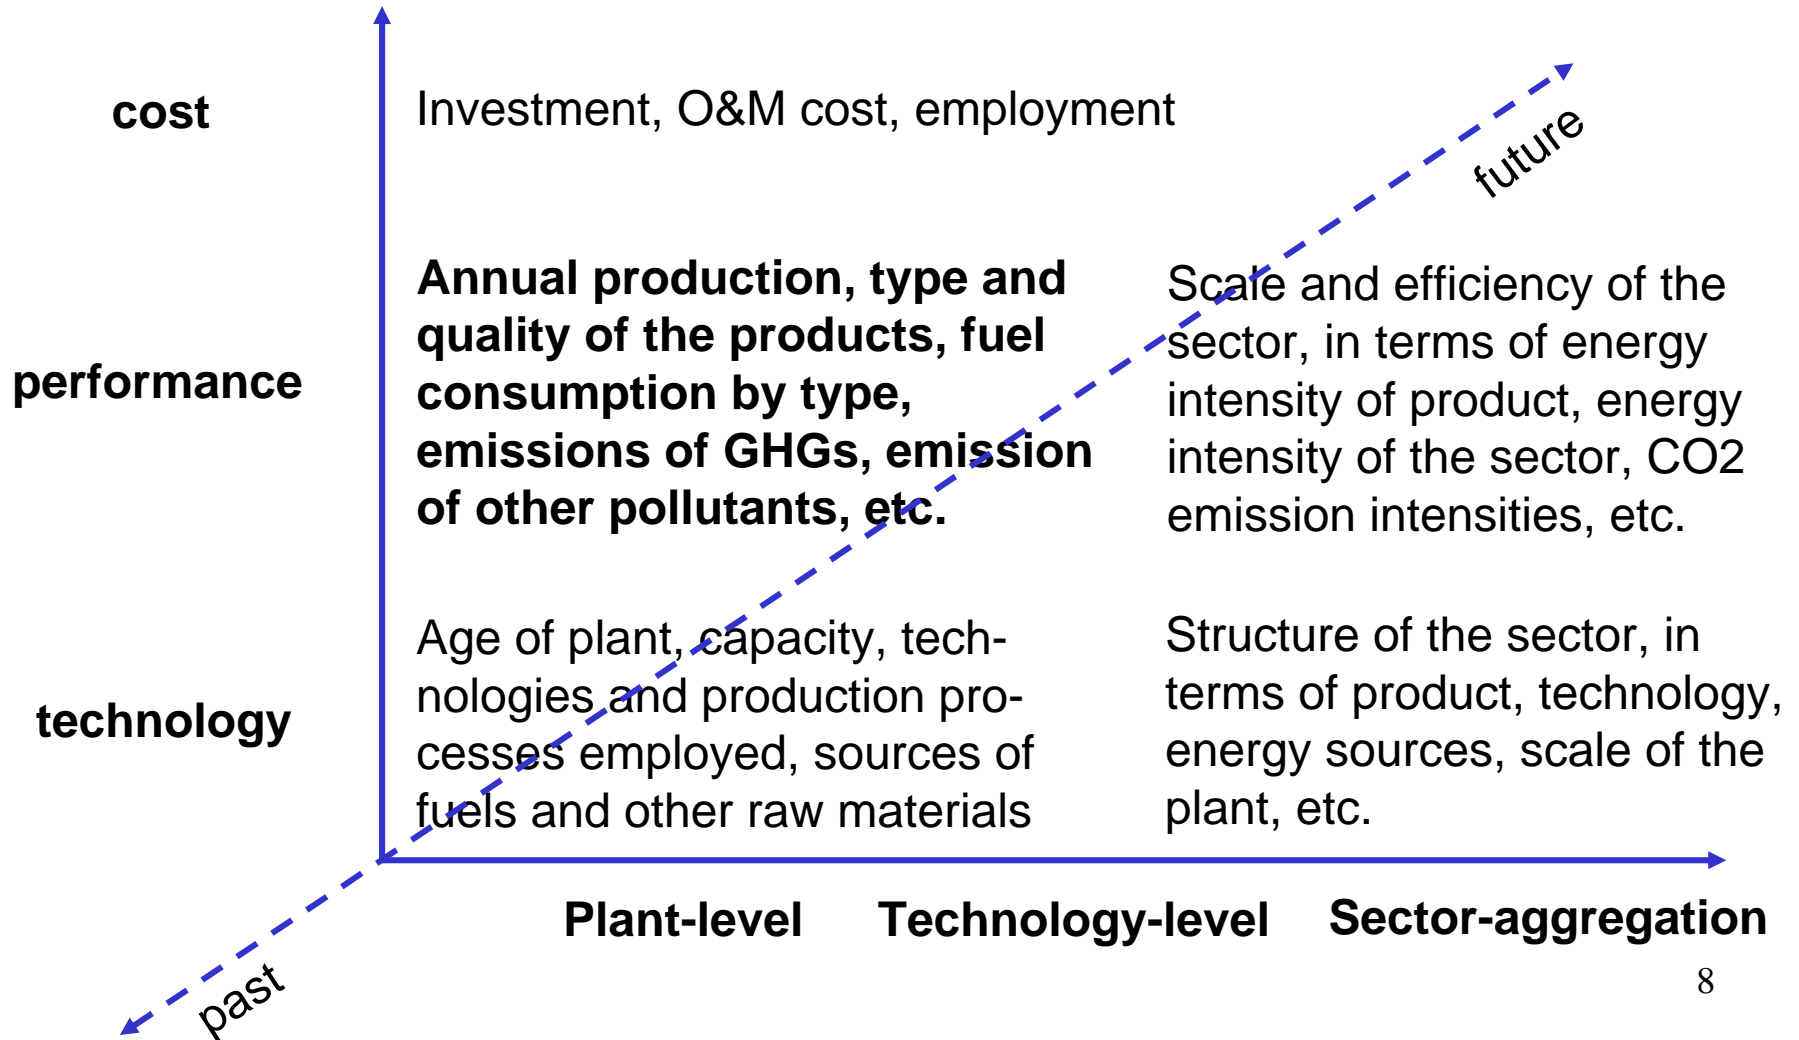 cost
Investment, O&M cost, employment
future
performance
Annual production, type and
quality of the products, fuel
consumption by type,
emissions of GHGs, emission
of other pollutants, etc.
Scale and efficiency of the
sector, in terms of energy
intensity of product, energy
intensity of the sector, CO2
emission intensities, etc.
technology
Age of plant, capacity, tech-
nologies and production pro-
cesses employed, sources of
fuels and other raw materials
Structure of the sector, in
terms of product, technology,
energy sources, scale of the
plant, etc.
Plant-level
Technology-level
Sector-aggregation
past
8